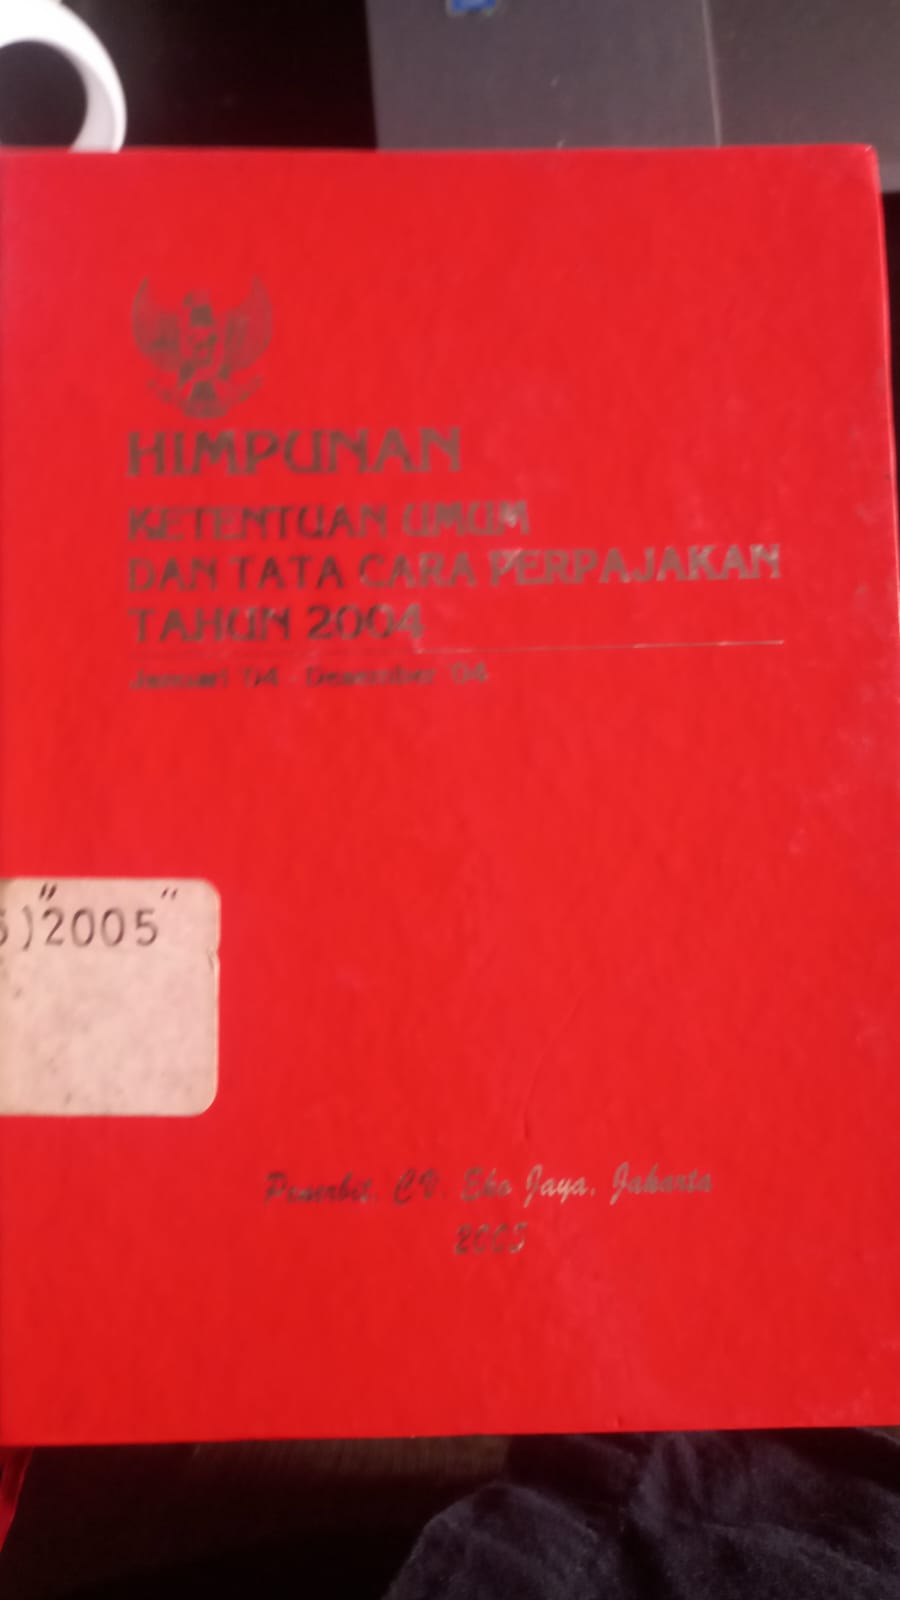 HIMPUNAN
KETENTUAN UMUM
DAN TATA CARA PERPAJAKAN
TAHUN 2004
Januari '04 - Desember '04
)"2005"
Penerbit. CV. Eko Jaya, Jakarta
2005